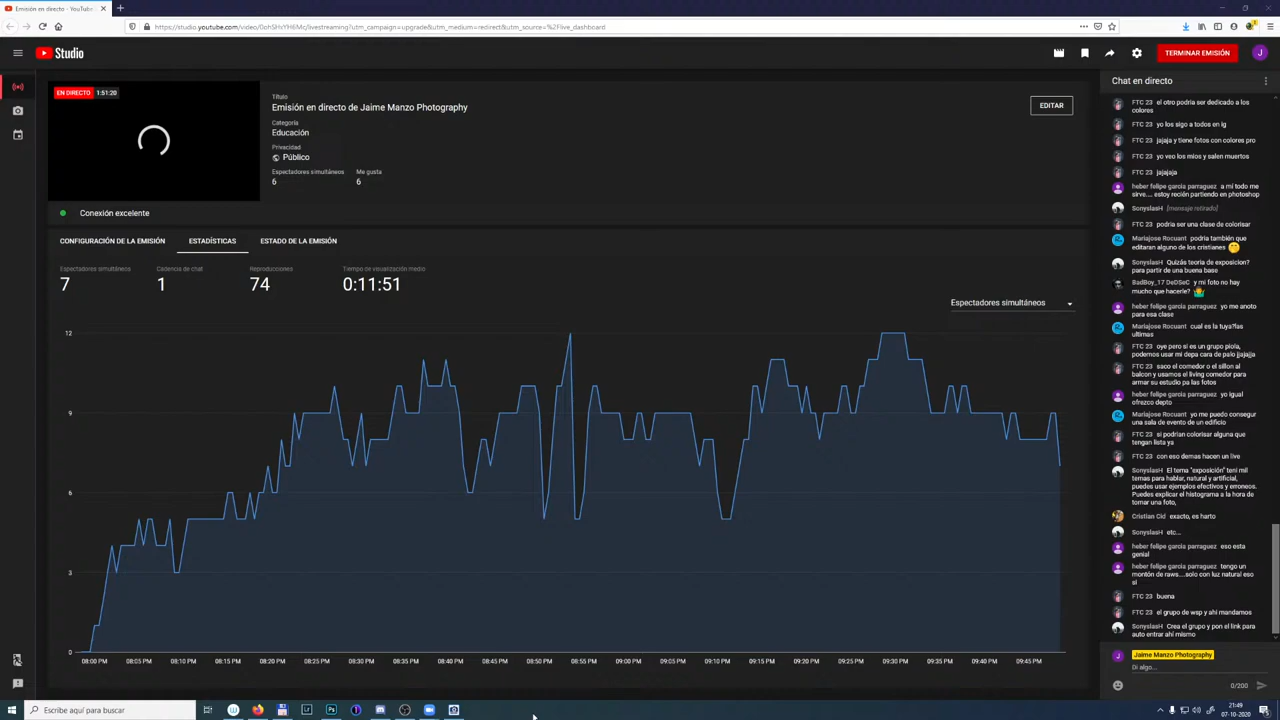 Emisión en directo - YouTube
https://studio.youtube.com/video/0ohSHxYH6Mc/livestreaming?utm_campaign=upgrade&utm_medium=redirect&utm_source=%2Flive_dashboard
Studio
TERMINAR EMISIÓN
J
EN DIRECTO 1:51:20
Título
Emisión en directo de Jaime Manzo Photography
EDITAR
Categoría
Educación
Privacidad
Público
Espectadores simultáneos Me gusta
6 6
Conexión excelente
CONFIGURACIÓN DE LA EMISIÓN ESTADÍSTICAS ESTADO DE LA EMISIÓN
Espectadores simultáneos Cadencia de chat Reproducciones Tiempo de visualización medio
7 1 74 0:11:51
Espectadores simultáneos
12
9
6
3
0
08:00 PM 08:05 PM 08:10 PM 08:15 PM 08:20 PM 08:25 PM 08:30 PM 08:35 PM 08:40 PM 08:45 PM 08:50 PM 08:55 PM 09:00 PM 09:05 PM 09:10 PM 09:15 PM 09:20 PM 09:25 PM 09:30 PM 09:35 PM 09:40 PM 09:45 PM
Chat en directo
FTC 23 el otro podria ser dedicado a los
colores
FTC 23 yo los sigo a todos en ig
FTC 23 jajaja y tiene fotos con colores pro
FTC 23 yo veo los mios y salen muertos
FTC 23 jajajaja
heber felipe garcia parraguez a mi todo me
sirve.... estoy reción partiendo en photoshop
SonyslasH [mensaje retirado]
FTC 23 podria ser una clase de colorisar
Mariajose Rocuant podria también que
editaran alguno de los cristianes
SonyslasH Quizás teoria de exposicion?
para partir de una buena base
BadBoy_17 DeDSeC y mi foto no hay
mucho que hacerle?
heber felipe garcia parraguez yo me anoto
para esa clase
Mariajose Rocuant cual es la tuya?las
ultimas
FTC 23 oye pero si es un grupo piola,
podemos usar mi depa cara de palo jjajajja
FTC 23 saco el comedor o el sillon al
balcon y usamos el living comedor para
armar su estudio pa las fotos
heber felipe garcia parraguez yo igual
ofrezco depto
Mariajose Rocuant yo me puedo consegur
una sala de evento de un edificio
FTC 23 si podrian colorisar alguna que
tengan lista ya
FTC 23 con eso demas hacen un live
SonyslasH El tema "exposición" teni mil
temas para hablar, natural y artificial,
puedes usar ejemplos efectivos y erroneos.
Puedes explicar el histograma a la hora de
tomar una foto,
Cristian Cid exacto, es harto
SonyslasH etc...
heber felipe garcia parraguez eso esta
genial
heber felipe garcia parraguez tengo un
montón de raws....solo con luz natural eso
si
FTC 23 buena
FTC 23 el grupo de wsp y ahi mandamos
SonyslasH Crea el grupo y pon el link para
auto entrar ahí mismo
J Jaime Manzo Photography
Di algo...
0/200
Escribe aquí para buscar
21:49
07-10-2020